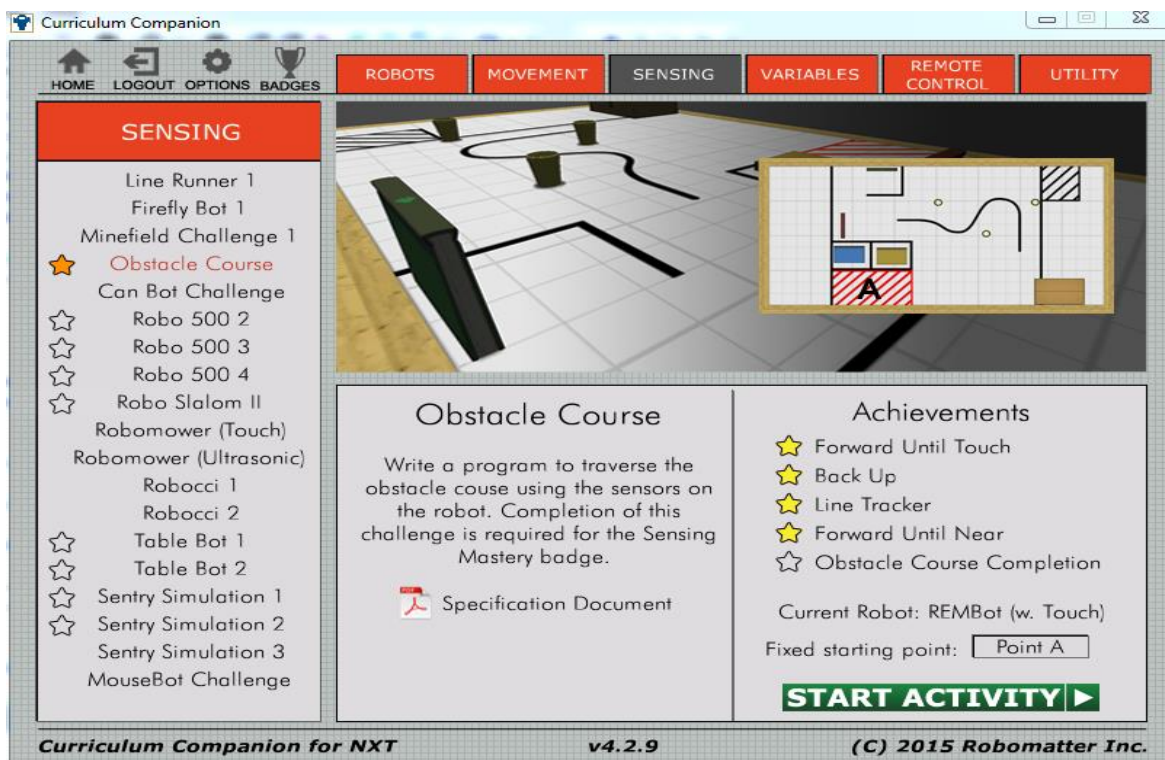 Curriculum Companion
HOME LOGOUT OPTIONS BADGES
ROBOTS
MOVEMENT
SENSING
VARIABLES
REMOTE
CONTROL
UTILITY
SENSING
Line Runner 1
Firefly Bot 1
Minefield Challenge 1
Obstacle Course
Can Bot Challenge
Robo 500 2
Robo 500 3
Robo 500 4
Robo Slalom II
Robomower (Touch)
Robomower (Ultrasonic)
Robocci 1
Robocci 2
Table Bot 1
Table Bot 2
Sentry Simulation 1
Sentry Simulation 2
Sentry Simulation 3
MouseBot Challenge
A
Obstacle Course
Write a program to traverse the
obstacle couse using the sensors on
the robot. Completion of this
challenge is required for the Sensing
Mastery badge.
PDF
Specification Document
Achievements
Forward Until Touch
Back Up
Line Tracker
Forward Until Near
Obstacle Course Completion
Current Robot: REMBot (w. Touch)
Fixed starting point: Point A
START ACTIVITY
Curriculum Companion for NXT v4.2.9 (C) 2015 Robomatter Inc.